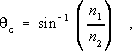 θc = sin⁻¹ (n₁/n₂) ,